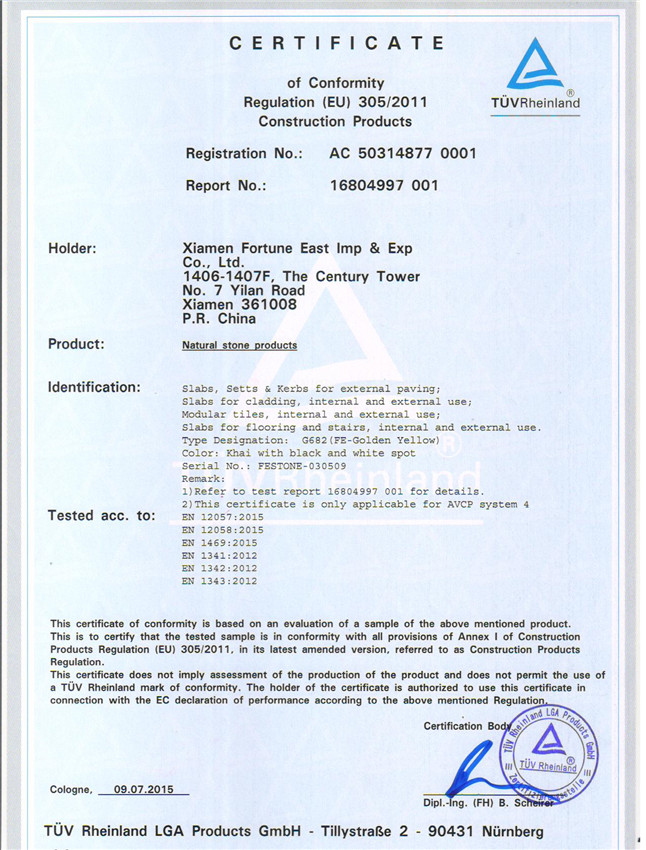 CERTIFICATE
of Conformity
Regulation (EU) 305/2011
Construction Products
TÜVRheinland®
Registration No.: AC 50314877 0001
Report No.: 16804997 001
Holder: Xiamen Fortune East Imp & Exp
Co., Ltd.
1406-1407F, The Century Tower
No. 7 Yilan Road
Xiamen 361008
P.R. China
Product: Natural stone products
Identification: Slabs, Setts & Kerbs for external paving;
Slabs for cladding, internal and external use;
Modular tiles, internal and external use;
Slabs for flooring and stairs, internal and external use.
Type Designation: G682(FE-Golden Yellow)
Color: Khai with black and white spot
Serial No.: FESTONE-030509
Remark:
1)Refer to test report 16804997 001 for details.
2)This certificate is only applicable for AVCP system 4
Tested acc. to: EN 12057:2015
EN 12058:2015
EN 1469:2015
EN 1341:2012
EN 1342:2012
EN 1343:2012
This certificate of conformity is based on an evaluation of a sample of the above mentioned product.
This is to certify that the tested sample is in conformity with all provisions of Annex I of Construction
Products Regulation (EU) 305/2011, in its latest amended version, referred to as Construction Products
Regulation.
This certificate does not imply assessment of the production of the product and does not permit the use of
a TÜV Rheinland mark of conformity. The holder of the certificate is authorized to use this certificate in
connection with the EC declaration of performance according to the above mentioned Regulation.
Certification Body
TÜV Rheinland LGA Products GmbH
TÜV Rheinland®
Zertifizierungsstelle
Cologne, 09.07.2015
Dipl.-Ing. (FH) B. Scheirer
TÜV Rheinland LGA Products GmbH - Tillystraße 2 - 90431 Nürnberg